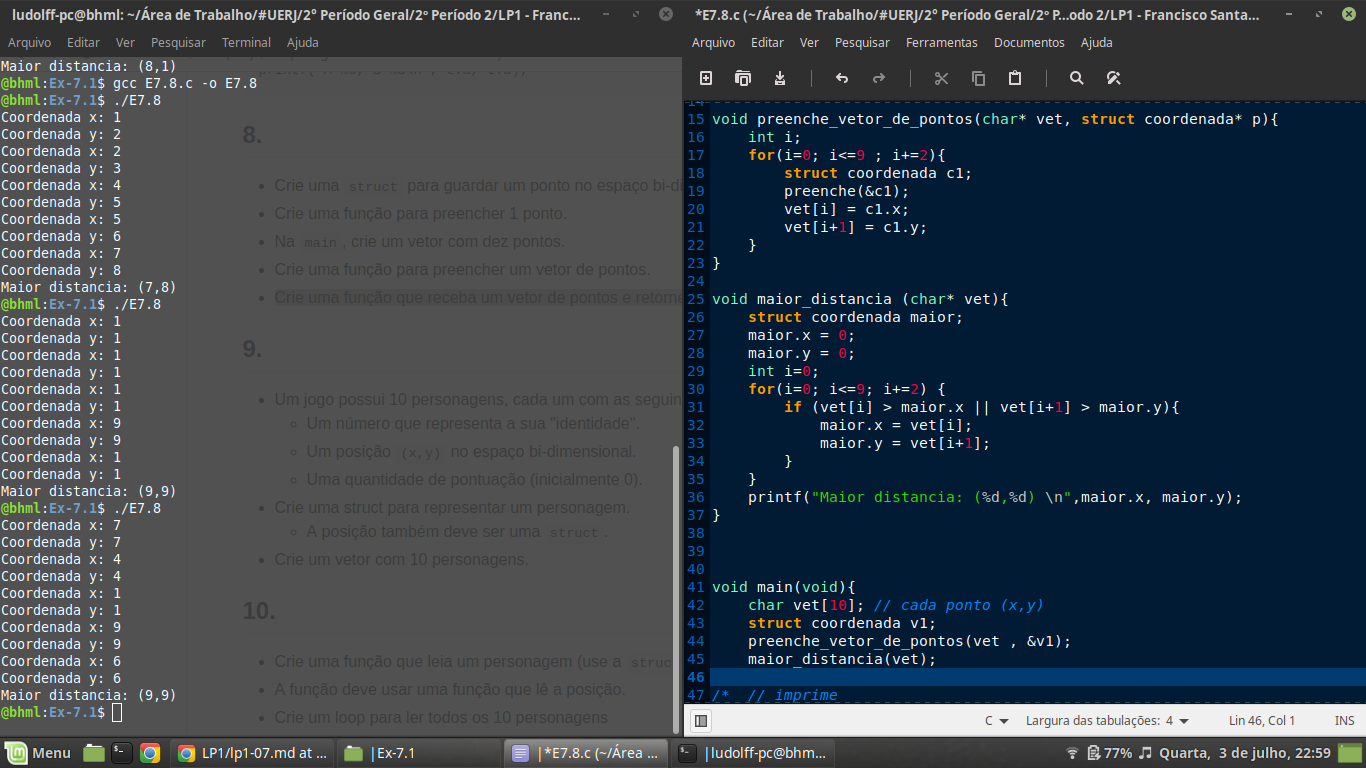 ludolff-pc@bhml: ~/Área de Trabalho/#UERJ/2° Período Geral/2º Período 2/LP1 - Franc...
Arquivo Editar Ver Pesquisar Terminal Ajuda
Maior distancia: (8,1)
@bhml:Ex-7.1$ gcc E7.8.c -o E7.8
@bhml:Ex-7.1$ ./E7.8
Coordenada x: 1
Coordenada y: 2
Coordenada x: 2
Coordenada y: 3
Coordenada x: 4
Coordenada y: 5
Coordenada x: 5
Coordenada y: 6
Coordenada x: 7
Coordenada y: 8
Maior distancia: (7,8)
@bhml:Ex-7.1$ ./E7.8
Coordenada x: 1
Coordenada y: 1
Coordenada x: 1
Coordenada y: 1
Coordenada x: 1
Coordenada y: 1
Coordenada x: 9
Coordenada y: 9
Coordenada x: 1
Coordenada y: 1
Maior distancia: (9,9)
@bhml:Ex-7.1$ ./E7.8
Coordenada x: 7
Coordenada y: 7
Coordenada x: 4
Coordenada y: 4
Coordenada x: 1
Coordenada y: 1
Coordenada x: 9
Coordenada y: 9
Coordenada x: 6
Coordenada y: 6
Maior distancia: (9,9)
@bhml:Ex-7.1$
8.
• Crie uma struct para guardar um ponto no espaço bi-di
• Crie uma função para preencher 1 ponto.
• Na main, crie um vetor com dez pontos.
• Crie uma função para preencher um vetor de pontos.
• Crie uma função que receba um vetor de pontos e retorne
9.
• Um jogo possui 10 personagens, cada um com as seguin
◦ Um número que representa a sua "identidade".
◦ Um posição (x,y) no espaço bi-dimensional.
◦ Uma quantidade de pontuação (inicialmente 0).
• Crie uma struct para representar um personagem.
◦ A posição também deve ser uma struct.
• Crie um vetor com 10 personagens.
10.
• Crie uma função que leia um personagem (use a struc
• A função deve usar uma função que lê a posição.
• Crie um loop para ler todos os 10 personagens
*E7.8.c (~/Área de Trabalho/#UERJ/2° Período Geral/2º P...odo 2/LP1 - Francisco Santa...
Arquivo Editar Ver Pesquisar Ferramentas Documentos Ajuda
14
15 void preenche_vetor_de_pontos(char* vet, struct coordenada* p){
16     int i;
17     for(i=0; i<=9 ; i+=2){
18         struct coordenada c1;
19         preenche(&c1);
20         vet[i] = c1.x;
21         vet[i+1] = c1.y;
22     }
23 }
24
25 void maior_distancia (char* vet){
26     struct coordenada maior;
27     maior.x = 0;
28     maior.y = 0;
29     int i=0;
30     for(i=0; i<=9; i+=2) {
31         if (vet[i] > maior.x || vet[i+1] > maior.y){
32             maior.x = vet[i];
33             maior.y = vet[i+1];
34         }
35     }
36     printf("Maior distancia: (%d,%d) \n",maior.x, maior.y);
37 }
38
39
40
41 void main(void){
42     char vet[10]; // cada ponto (x,y)
43     struct coordenada v1;
44     preenche_vetor_de_pontos(vet , &v1);
45     maior_distancia(vet);
46
47 /*  // imprime
C Largura das tabulações: 4 Lin 46, Col 1 INS
Menu LP1/lp1-07.md at ... |Ex-7.1 |*E7.8.c (~/Área ... |ludolff-pc@bhm... 77% Quarta, 3 de julho, 22:59